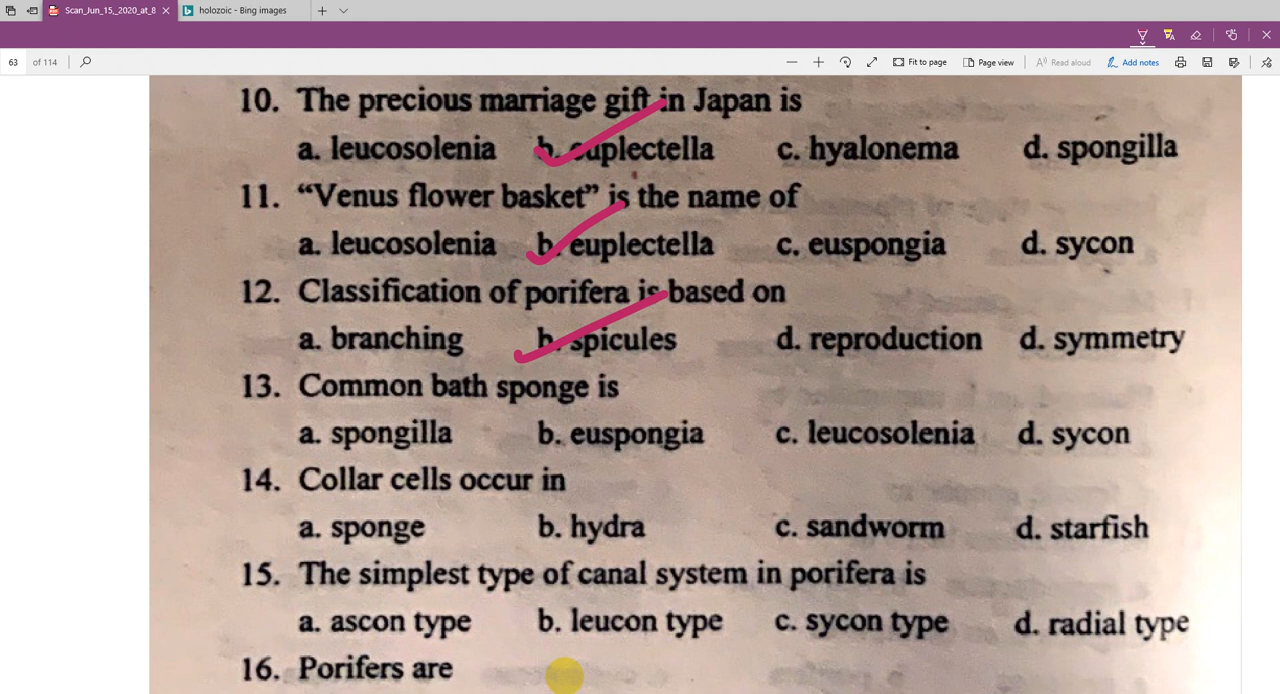 Scan_Jun_15,_2020_at_8
holozoic - Bing images
63 of 114
Fit to page
Page view
Read aloud
Add notes
10. The precious marriage gift in Japan is
a. leucosolenia b. euplectella c. hyalonema d. spongilla
11. “Venus flower basket” is the name of
a. leucosolenia b. euplectella c. euspongia d. sycon
12. Classification of porifera is based on
a. branching b. spicules d. reproduction d. symmetry
13. Common bath sponge is
a. spongilla b. euspongia c. leucosolenia d. sycon
14. Collar cells occur in
a. sponge b. hydra c. sandworm d. starfish
15. The simplest type of canal system in porifera is
a. ascon type b. leucon type c. sycon type d. radial type
16. Porifers are